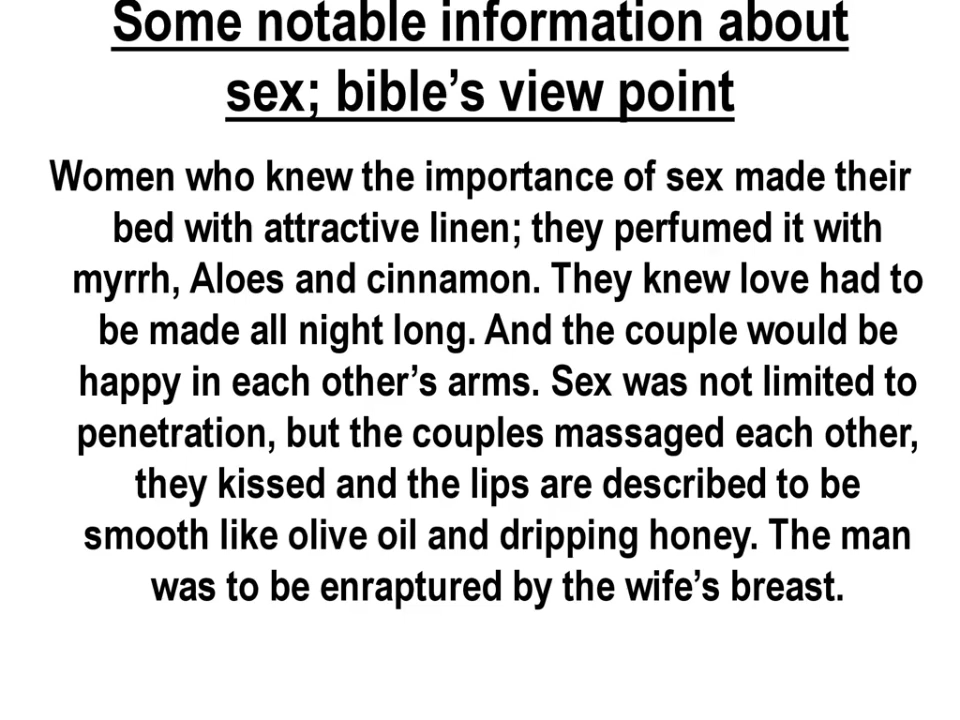 Some notable information about
sex; bible’s view point
Women who knew the importance of sex made their
bed with attractive linen; they perfumed it with
myrrh, Aloes and cinnamon. They knew love had to
be made all night long. And the couple would be
happy in each other’s arms. Sex was not limited to
penetration, but the couples massaged each other,
they kissed and the lips are described to be
smooth like olive oil and dripping honey. The man
was to be enraptured by the wife’s breast.